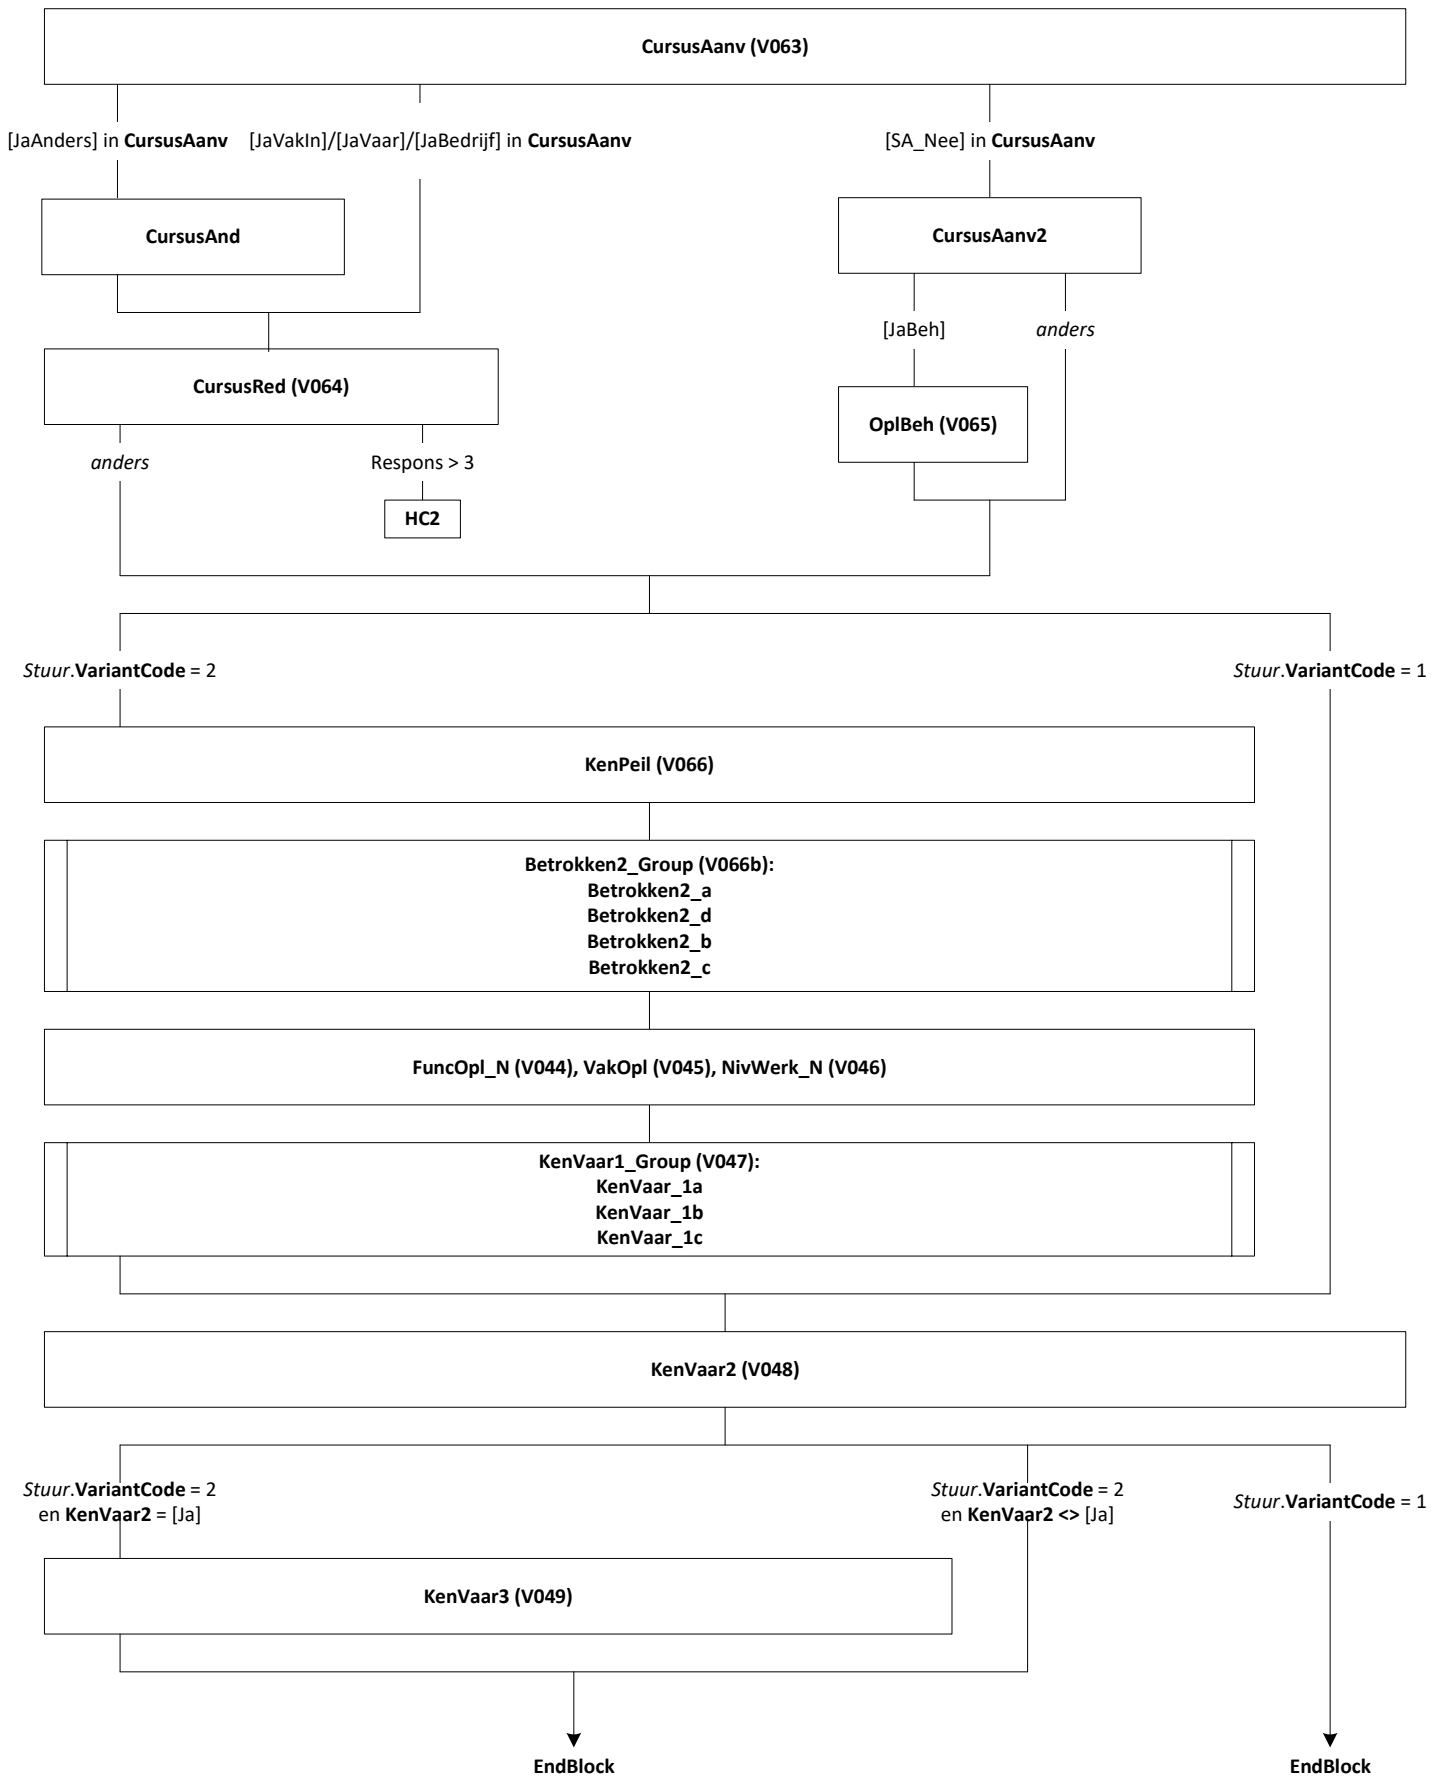 CursusAanv (V063)
[JaAnders] in CursusAanv
[JaVakIn]/[JaVaar]/[JaBedrijf] in CursusAanv
[SA_Nee] in CursusAanv
CursusAnd
CursusAanv2
[JaBeh]
anders
CursusRed (V064)
OplBeh (V065)
anders
Respons > 3
HC2
Stuur.VariantCode = 2
Stuur.VariantCode = 1
KenPeil (V066)
Betrokken2_Group (V066b):
Betrokken2_a
Betrokken2_d
Betrokken2_b
Betrokken2_c
FuncOpl_N (V044), VakOpl (V045), NivWerk_N (V046)
KenVaar1_Group (V047):
KenVaar_1a
KenVaar_1b
KenVaar_1c
KenVaar2 (V048)
Stuur.VariantCode = 2
en KenVaar2 = [Ja]
Stuur.VariantCode = 2
en KenVaar2 <> [Ja]
Stuur.VariantCode = 1
KenVaar3 (V049)
EndBlock
EndBlock